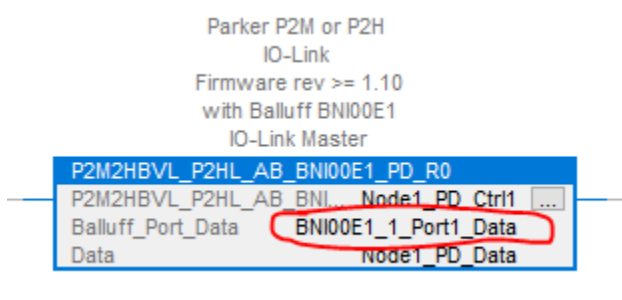 Parker P2M or P2H
IO-Link
Firmware rev >= 1.10
with Balluff BNI00E1
IO-Link Master
P2M2HBVL_P2HL_AB_BNI00E1_PD_R0
P2M2HBVL_P2HL_AB_BNI... Node1_PD_Ctrl1 ...
Balluff_Port_Data BNI00E1_1_Port1_Data
Data Node1_PD_Data